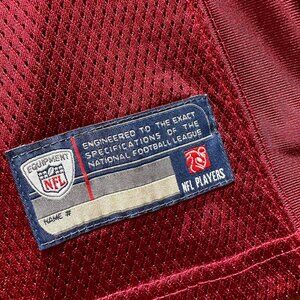 ENGINEERED TO THE EXACT
SPECIFICATIONS OF THE
NATIONAL FOOTBALL LEAGUE
EQUIPMENT
NFL
NFL PLAYERS
NAME #